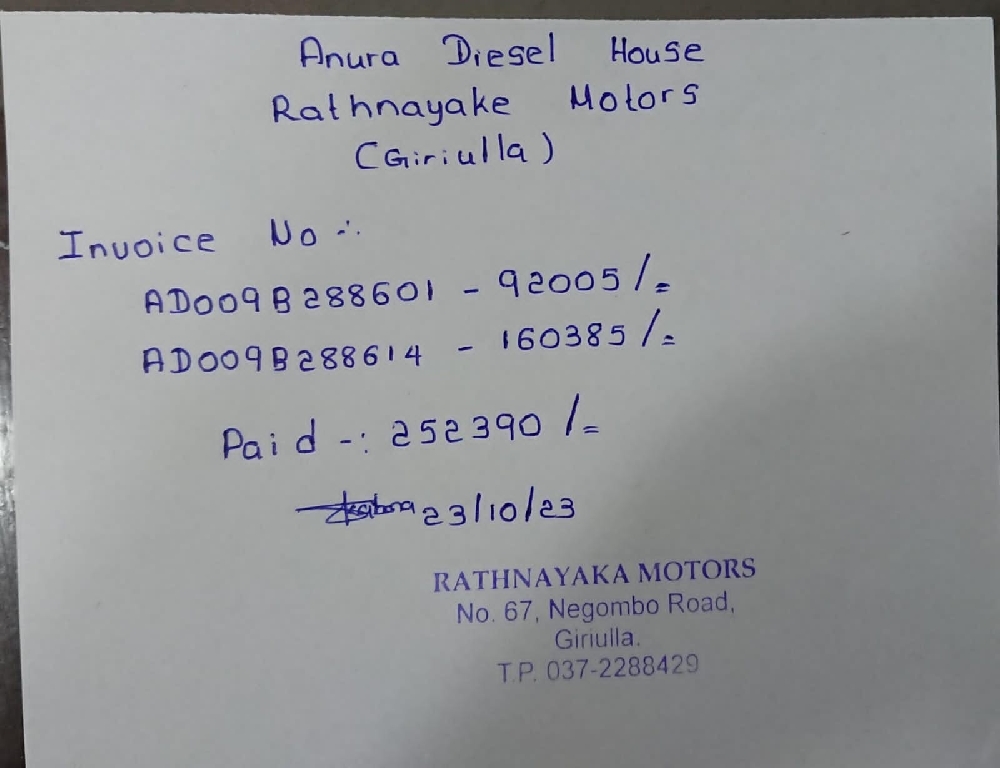 Anura Diesel House
Rathnayake Motors
(Giriulla)
Invoice No :-
AD009B288601 - 92005/=
AD009B288614 - 160385/=
Paid -: 252390/=
23/10/23
RATHNAYAKA MOTORS
No. 67, Negombo Road,
Giriulla.
T.P. 037-2288429